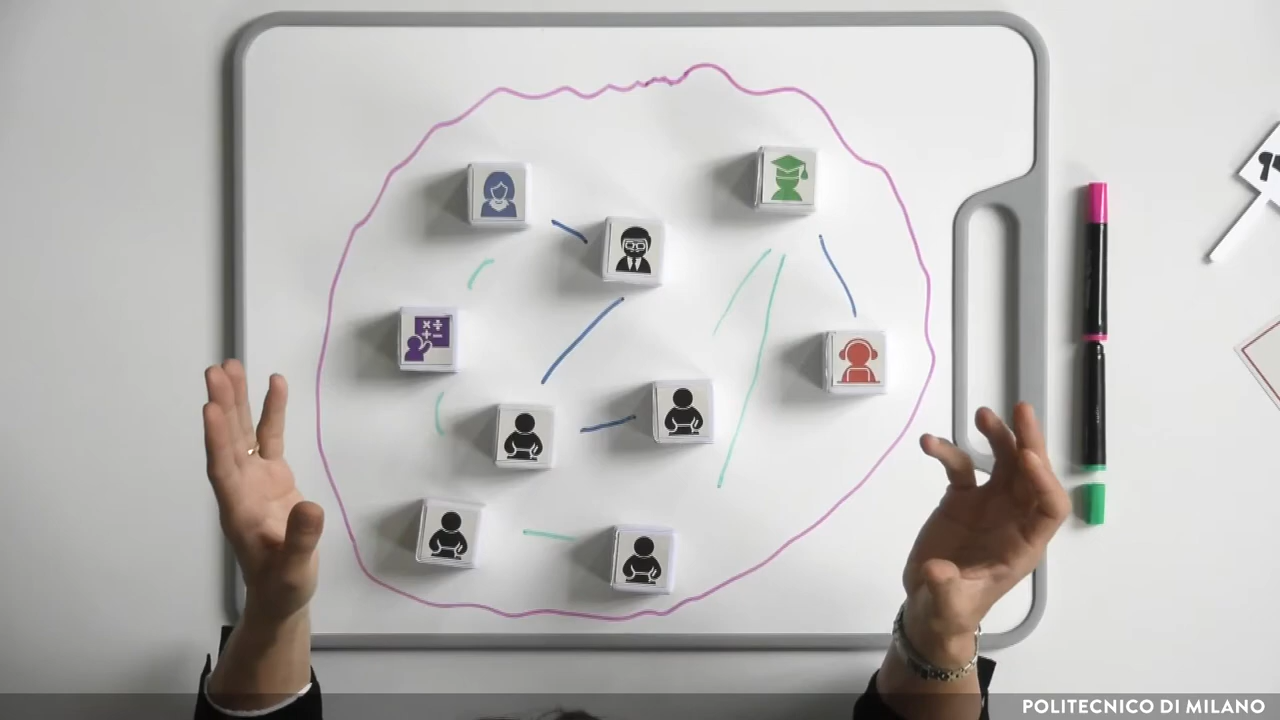 x ÷
+ −
POLITECNICO DI MILANO